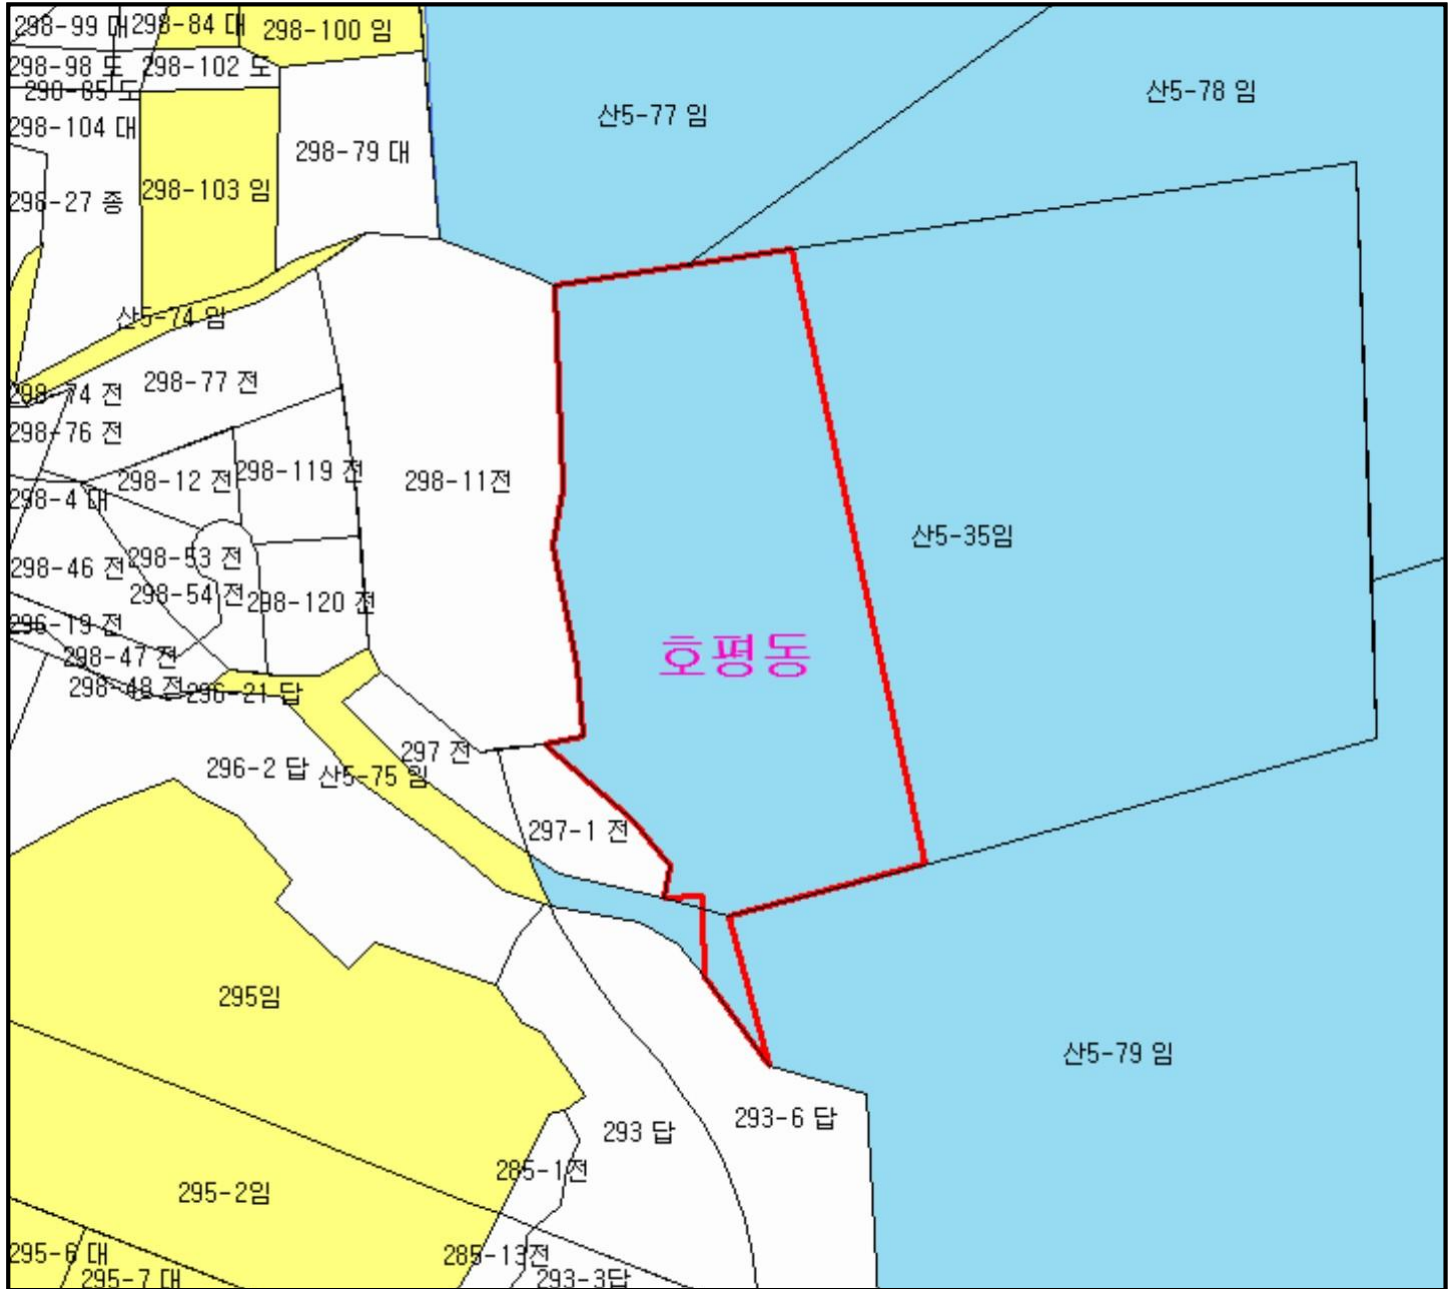 298-99 대
298-84 대
298-100 임
298-98 도
298-102 도
298-85 도
298-104 대
298-79 대
298-103 임
298-27 종
산5-77 임
산5-78 임
산5-74 임
298-77 전
298-74 전
298-76 전
298-12 전
298-119 전
298-11전
298-4 대
298-53 전
298-46 전
298-54 전
298-120 전
296-19 전
298-47 전
298-48 전
296-21 답
산5-35임
호평동
297 전
296-2 답
산5-75 임
297-1 전
295임
산5-79 임
293-6 답
293 답
285-1전
295-2임
295-6 대
295-7 대
285-13전
293-3답